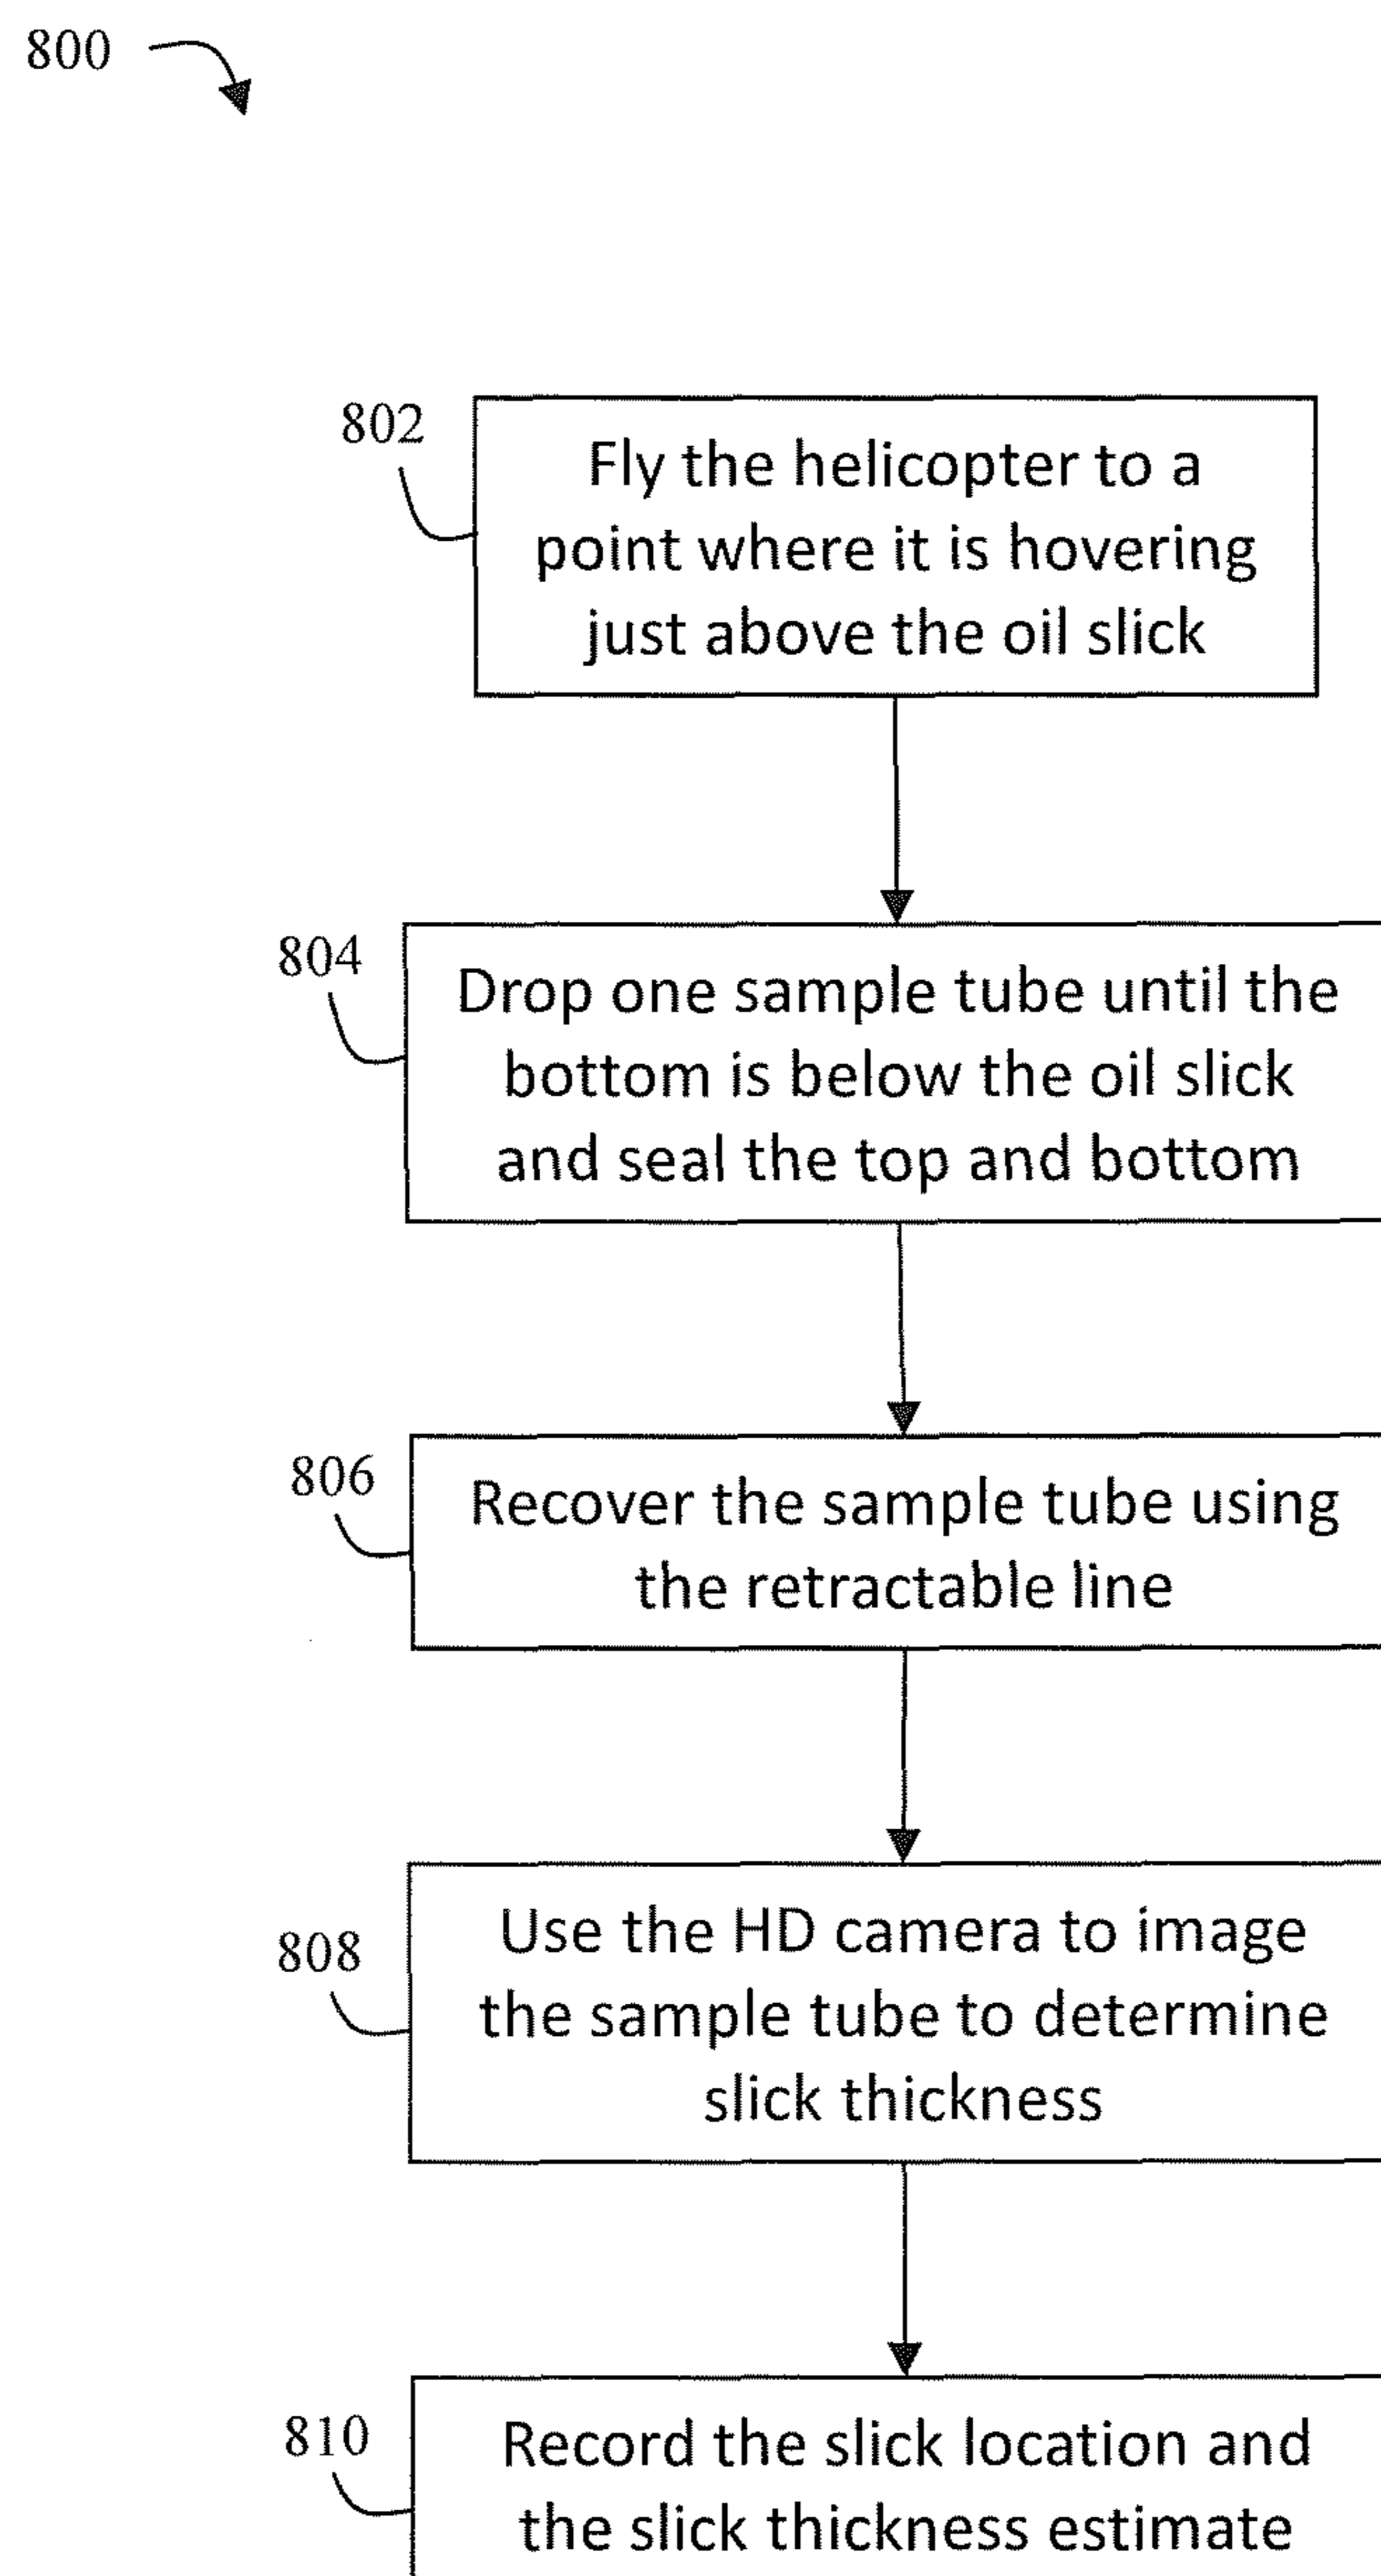 800
802
Fly the helicopter to a
point where it is hovering
just above the oil slick
804
Drop one sample tube until the
bottom is below the oil slick
and seal the top and bottom
806
Recover the sample tube using
the retractable line
808
Use the HD camera to image
the sample tube to determine
slick thickness
810
Record the slick location and
the slick thickness estimate